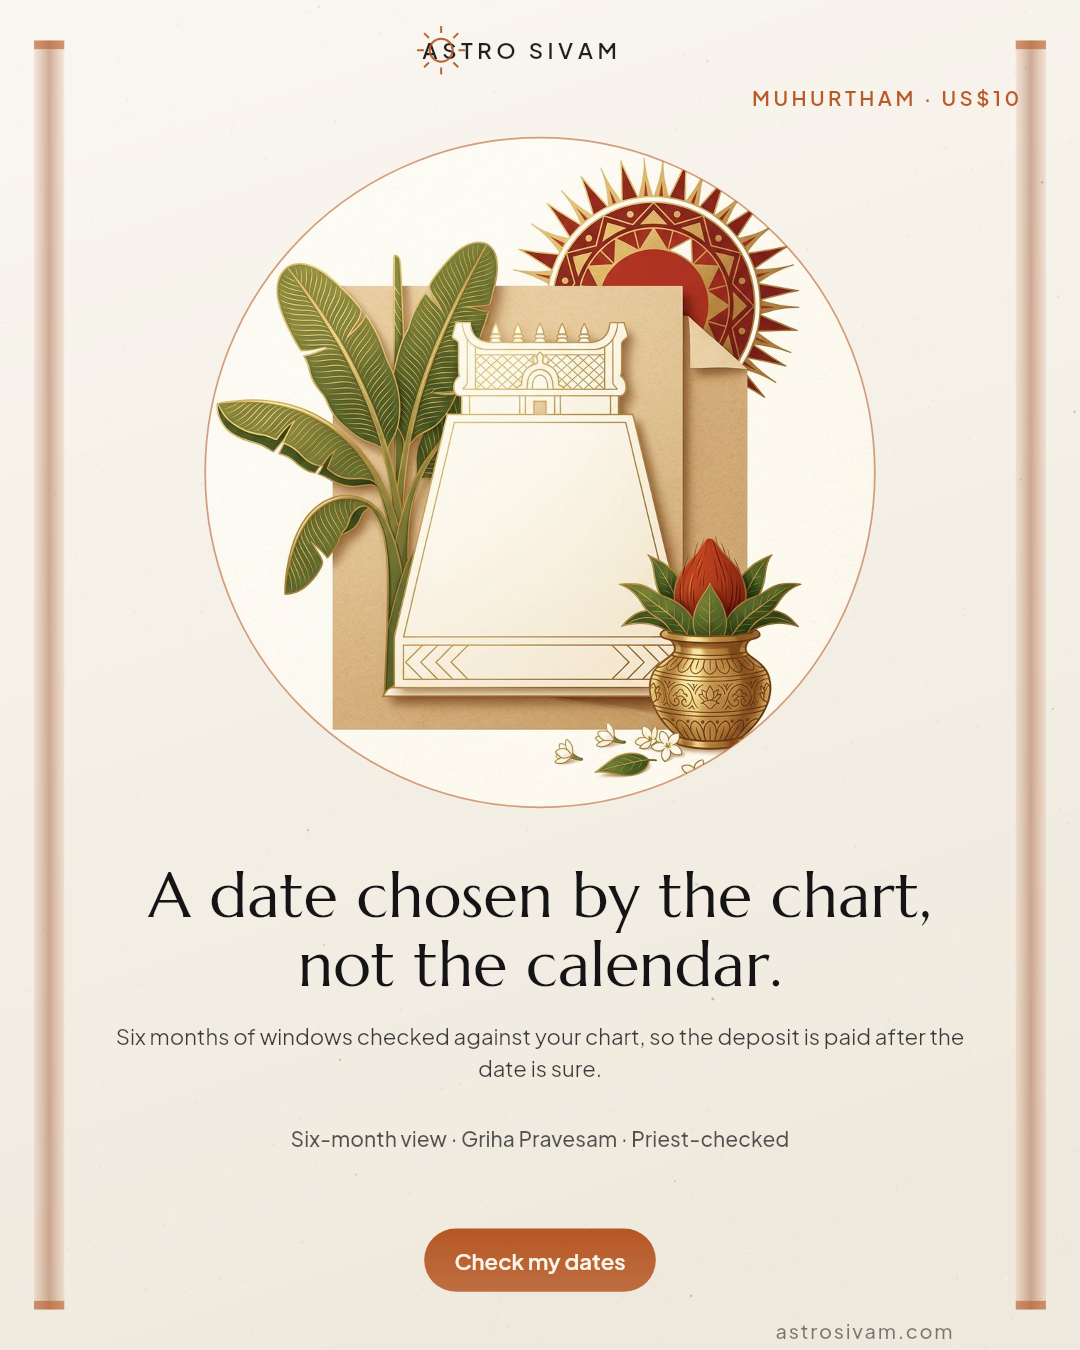 ASTRO SIVAM
MUHURTHAM · US$10
A date chosen by the chart,
not the calendar.
Six months of windows checked against your chart, so the deposit is paid after the
date is sure.
Six-month view · Griha Pravesam · Priest-checked
Check my dates
astrosivam.com